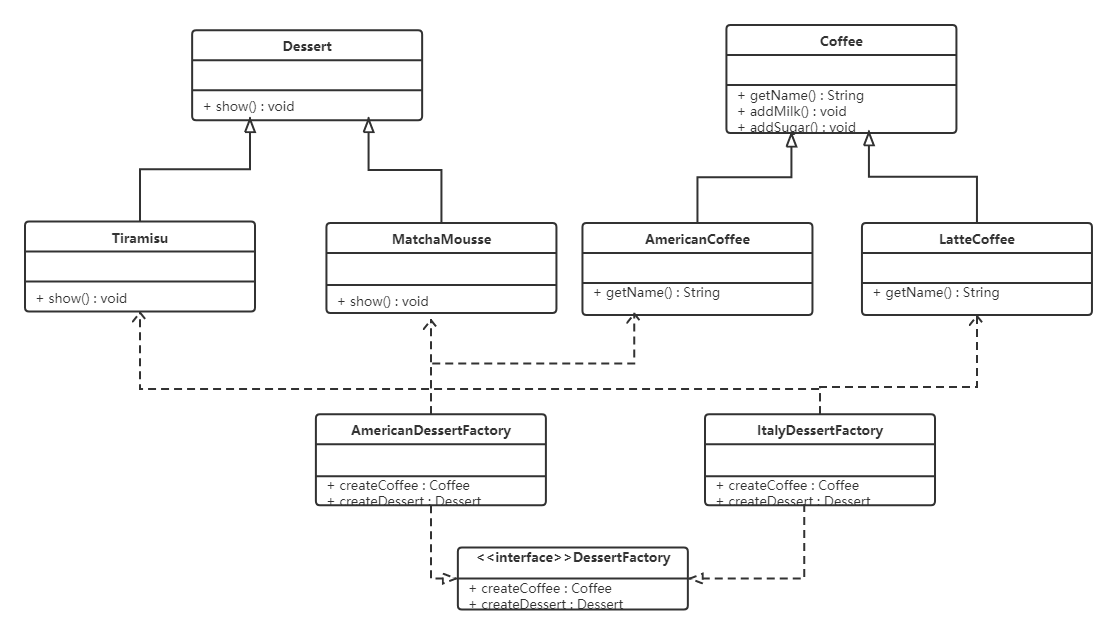 Dessert
+ show() : void
Coffee
+ getName() : String
+ addMilk() : void
+ addSugar() : void
Tiramisu
+ show() : void
MatchaMousse
+ show() : void
AmericanCoffee
+ getName() : String
LatteCoffee
+ getName() : String
AmericanDessertFactory
+ createCoffee : Coffee
+ createDessert : Dessert
ItalyDessertFactory
+ createCoffee : Coffee
+ createDessert : Dessert
<<interface>>DessertFactory
+ createCoffee : Coffee
+ createDessert : Dessert